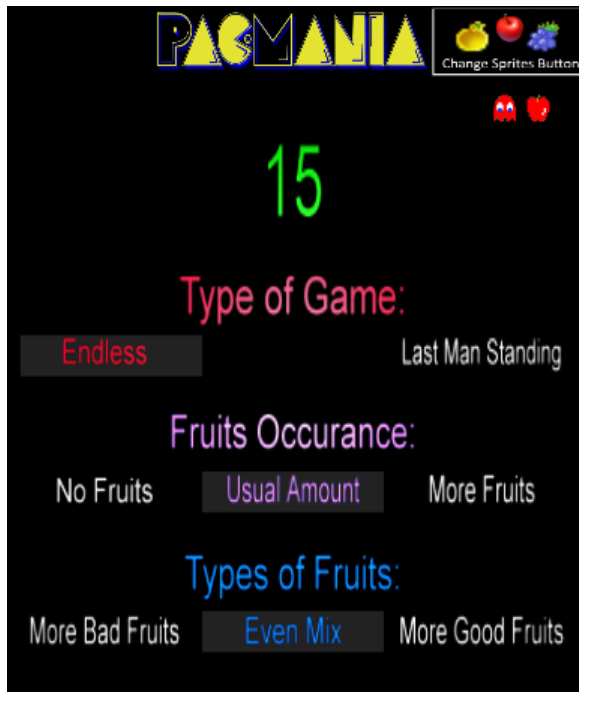 PACMANIA
Change Sprites Button
15
Type of Game:
Endless Last Man Standing
Fruits Occurance:
No Fruits Usual Amount More Fruits
Types of Fruits:
More Bad Fruits Even Mix More Good Fruits